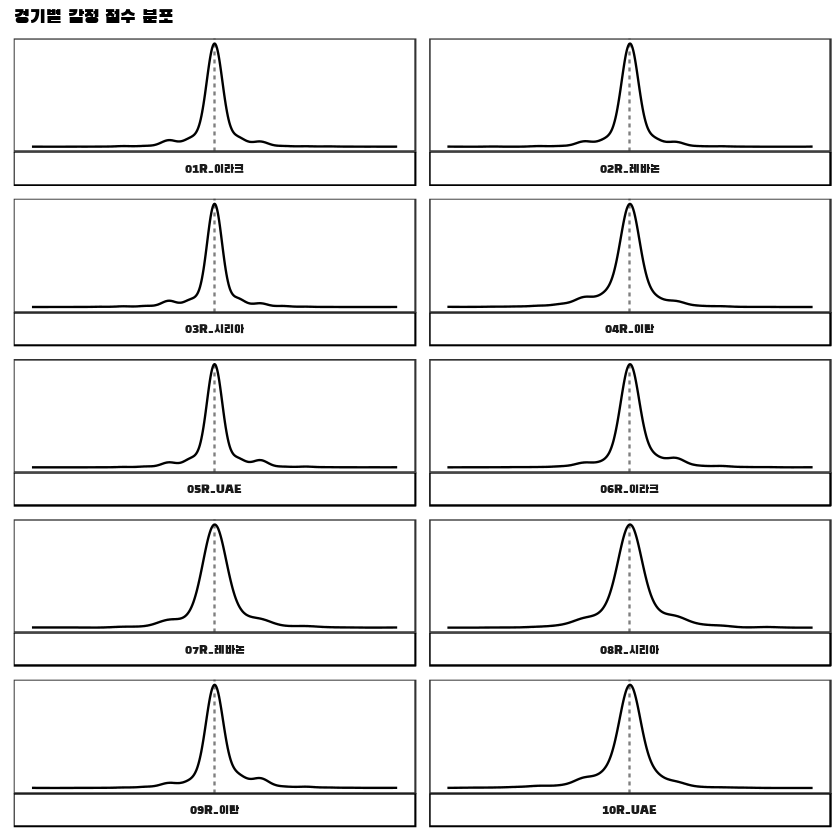 경기별 감정 점수 분포
01R_이라크
02R_레바논
03R_시리아
04R_이란
05R_UAE
06R_이라크
07R_레바논
08R_시리아
09R_이란
10R_UAE